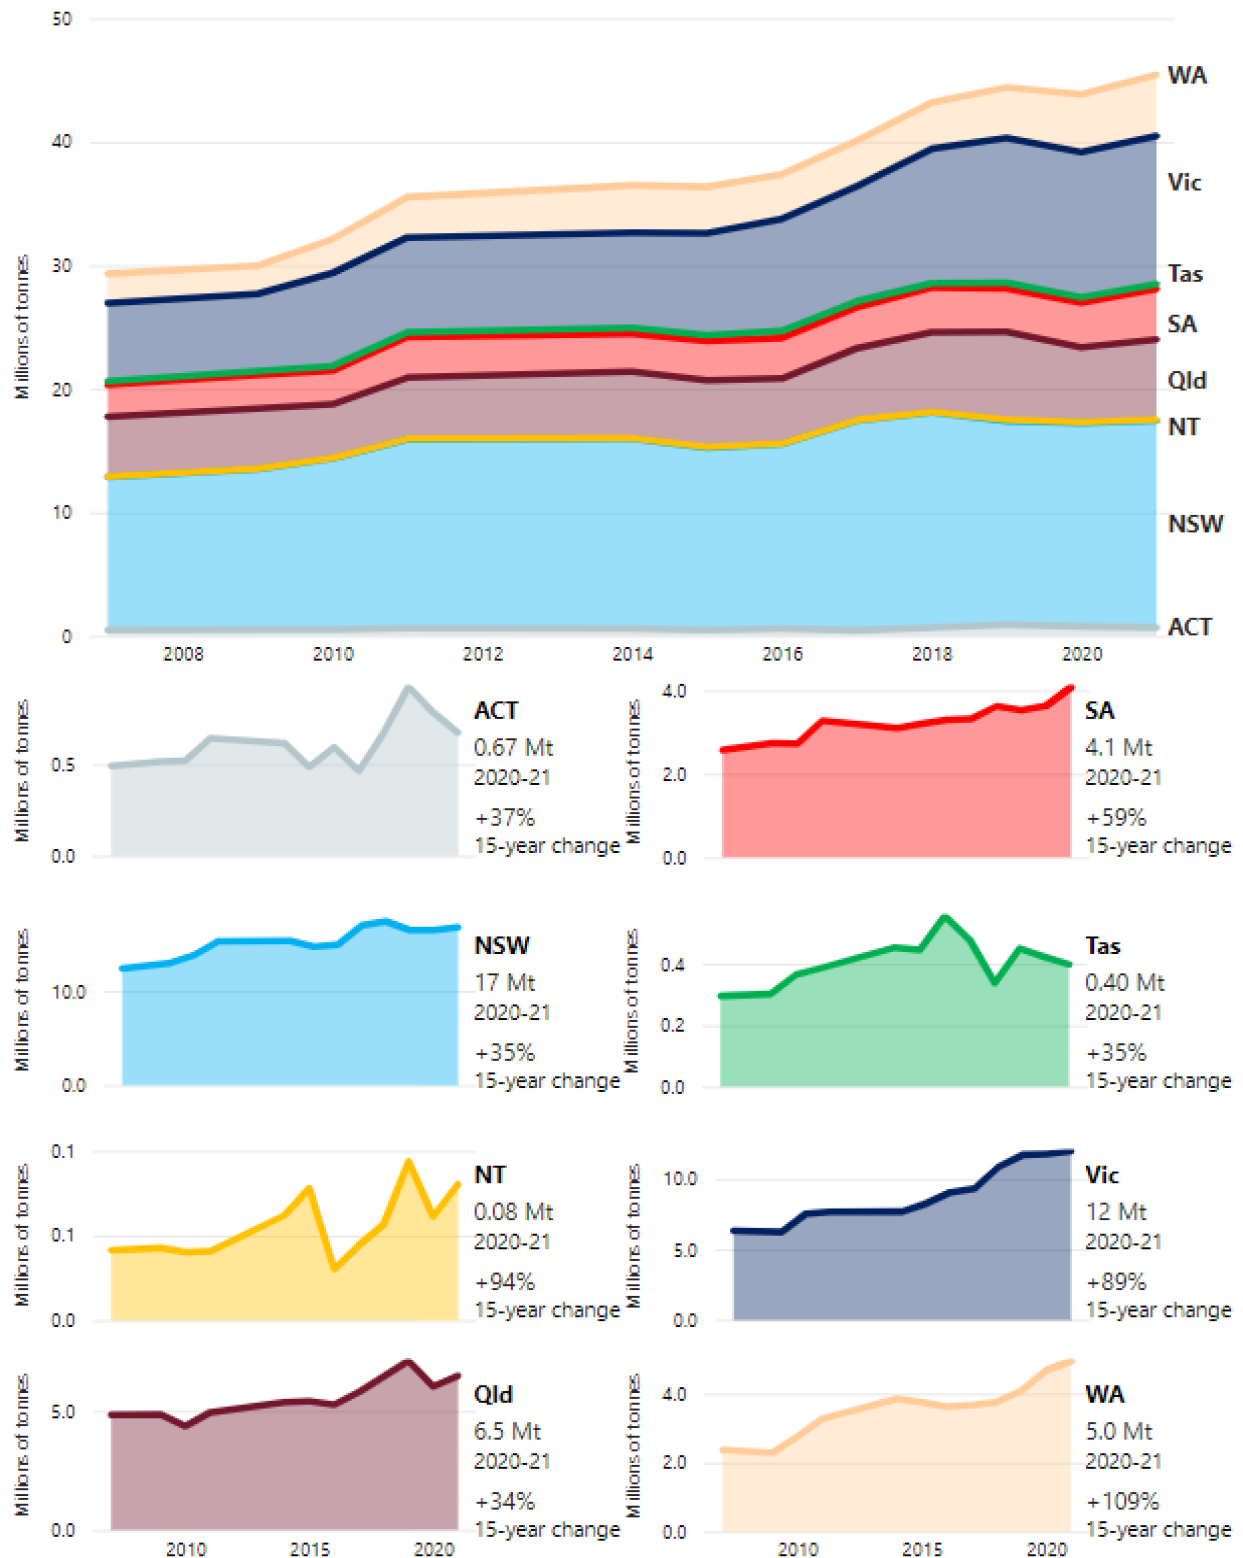 50
WA
40
Vic
30
Tas
SA
Qld
20
NT
10
NSW
ACT
0
Millions of tonnes
2008 2010 2012 2014 2016 2018 2020
Millions of tonnes
0.5
0.0
ACT
0.67 Mt
2020-21
+37%
15-year change
Millions of tonnes
4.0
2.0
0.0
SA
4.1 Mt
2020-21
+59%
15-year change
Millions of tonnes
10.0
0.0
NSW
17 Mt
2020-21
+35%
15-year change
Millions of tonnes
0.4
0.2
0.0
Tas
0.40 Mt
2020-21
+35%
15-year change
Millions of tonnes
0.1
0.1
0.0
NT
0.08 Mt
2020-21
+94%
15-year change
Millions of tonnes
10.0
5.0
0.0
Vic
12 Mt
2020-21
+89%
15-year change
Millions of tonnes
5.0
0.0
Qld
6.5 Mt
2020-21
+34%
15-year change
2010 2015 2020
Millions of tonnes
4.0
2.0
0.0
WA
5.0 Mt
2020-21
+109%
15-year change
2010 2015 2020